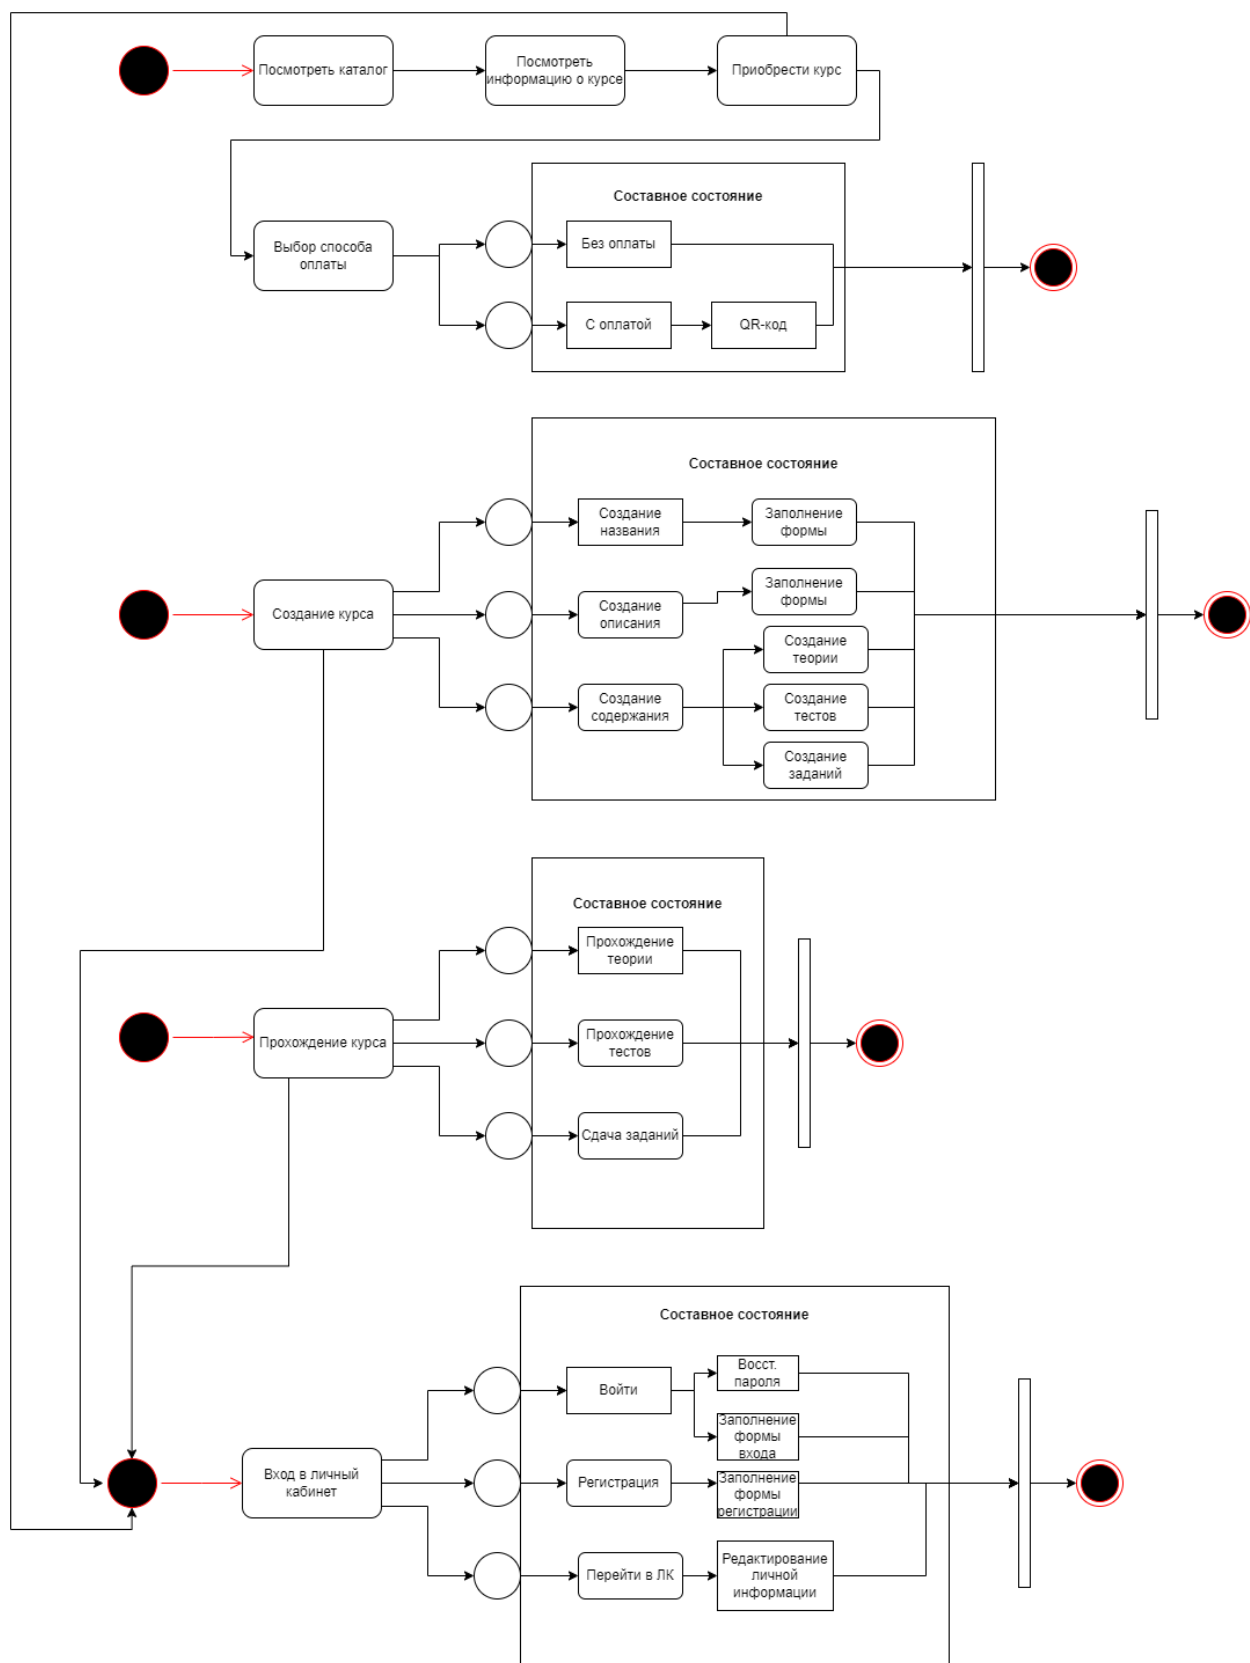 Посмотреть каталог
Посмотреть
информацию о курсе
Приобрести курс
Составное состояние
Выбор способа
оплаты
Без оплаты
С оплатой
QR-код
Составное состояние
Создание
названия
Заполнение
формы
Создание курса
Создание
описания
Заполнение
формы
Создание
теории
Создание
содержания
Создание
тестов
Создание
заданий
Составное состояние
Прохождение
теории
Прохождение курса
Прохождение
тестов
Сдача заданий
Составное состояние
Войти
Восст.
пароля
Заполнение
формы
входа
Вход в личный
кабинет
Регистрация
Заполнение
формы
регистрации
Перейти в ЛК
Редактирование
личной
информации